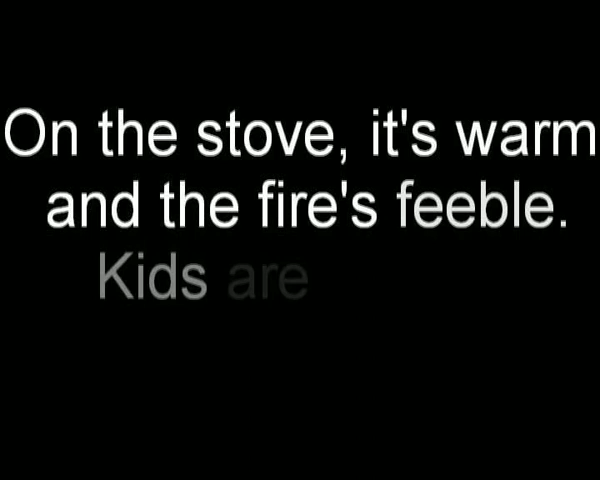 On the stove, it's warm
and the fire's feeble.
Kids are